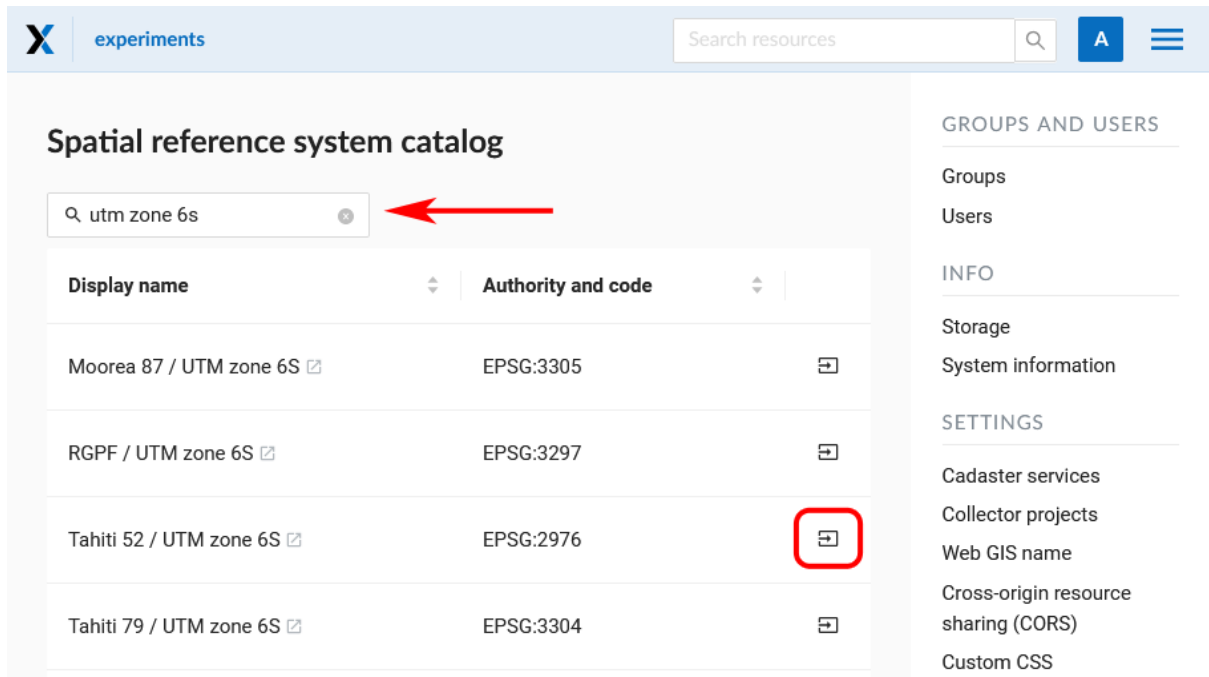 experiments
Search resources
A
Spatial reference system catalog
utm zone 6s
Display name
Authority and code
Moorea 87 / UTM zone 6S
EPSG:3305
RGPF / UTM zone 6S
EPSG:3297
Tahiti 52 / UTM zone 6S
EPSG:2976
Tahiti 79 / UTM zone 6S
EPSG:3304
GROUPS AND USERS
Groups
Users
INFO
Storage
System information
SETTINGS
Cadaster services
Collector projects
Web GIS name
Cross-origin resource
sharing (CORS)
Custom CSS